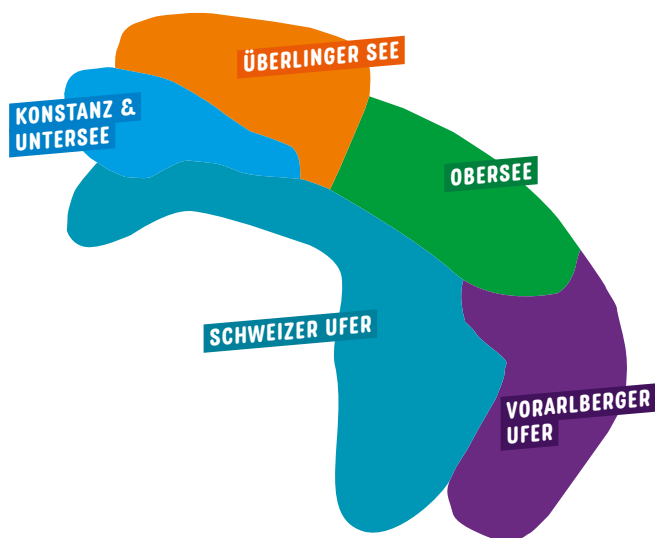 ÜBERLINGER SEE
KONSTANZ &
UNTERSEE
OBERSEE
SCHWEIZER UFER
VORARLBERGER
UFER